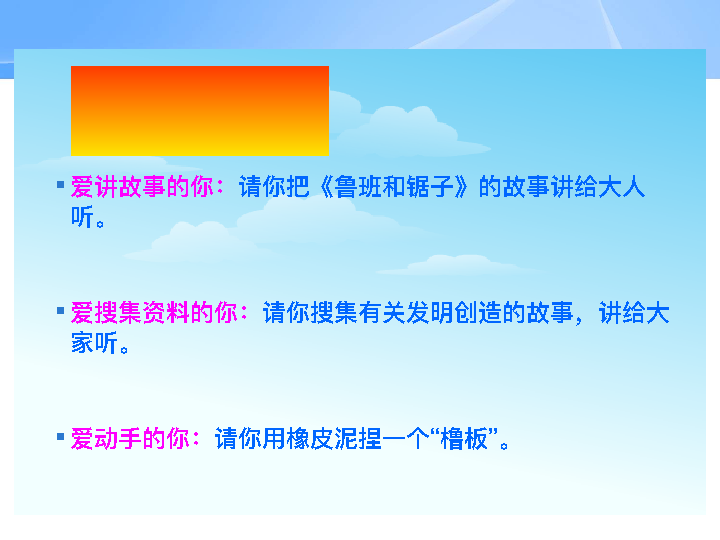 爱讲故事的你：请你把《鲁班和锯子》的故事讲给大人
听。
爱搜集资料的你：请你搜集有关发明创造的故事，讲给大
家听。
爱动手的你：请你用橡皮泥捏一个“橹板”。